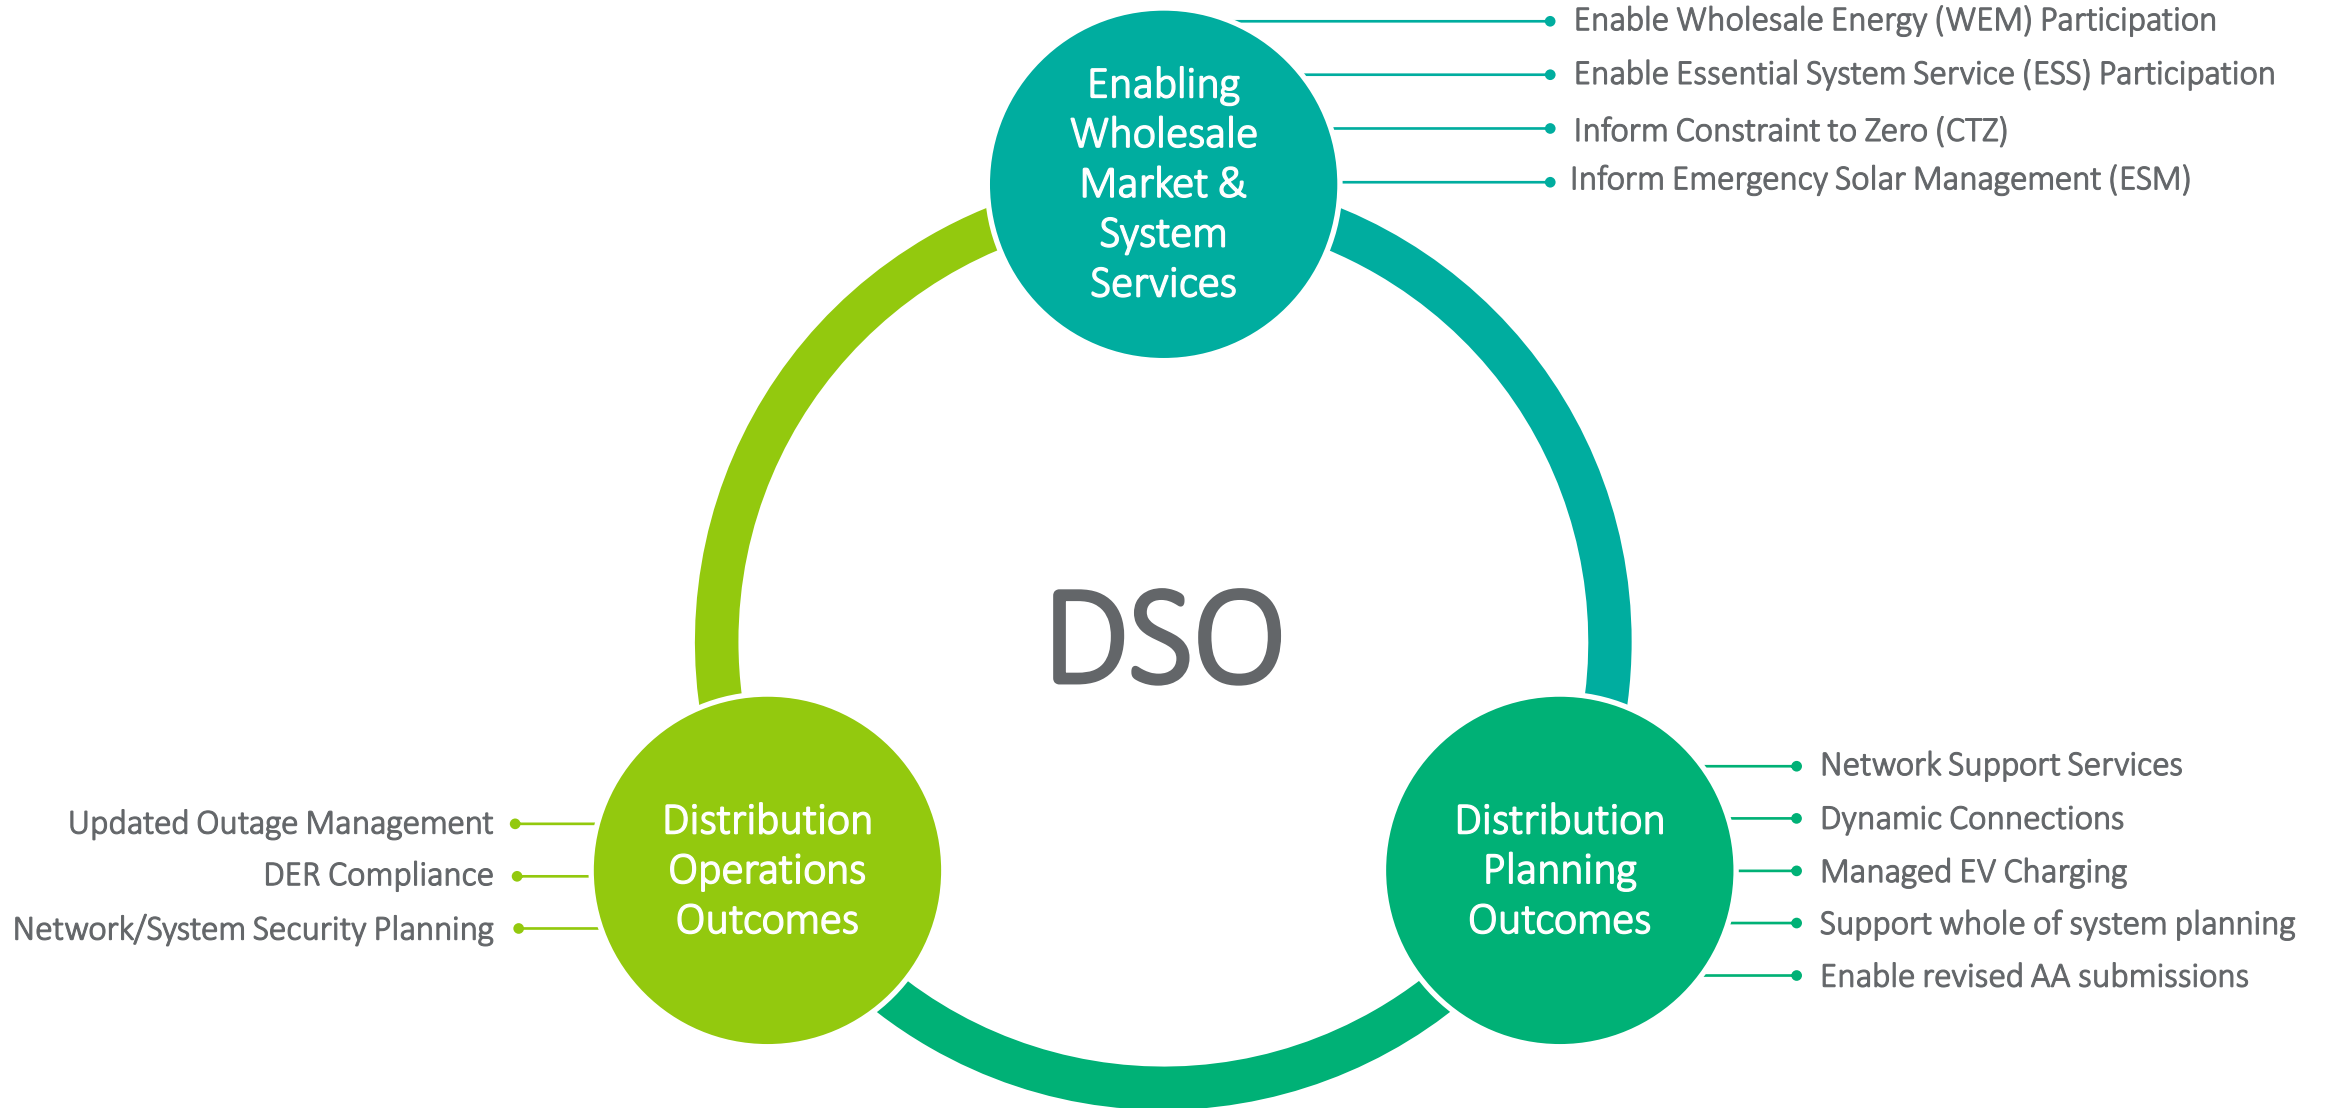 Enabling
Wholesale
Market &
System
Services
Enable Wholesale Energy (WEM) Participation
Enable Essential System Service (ESS) Participation
Inform Constraint to Zero (CTZ)
Inform Emergency Solar Management (ESM)
DSO
Updated Outage Management
DER Compliance
Network/System Security Planning
Distribution
Operations
Outcomes
Distribution
Planning
Outcomes
Network Support Services
Dynamic Connections
Managed EV Charging
Support whole of system planning
Enable revised AA submissions